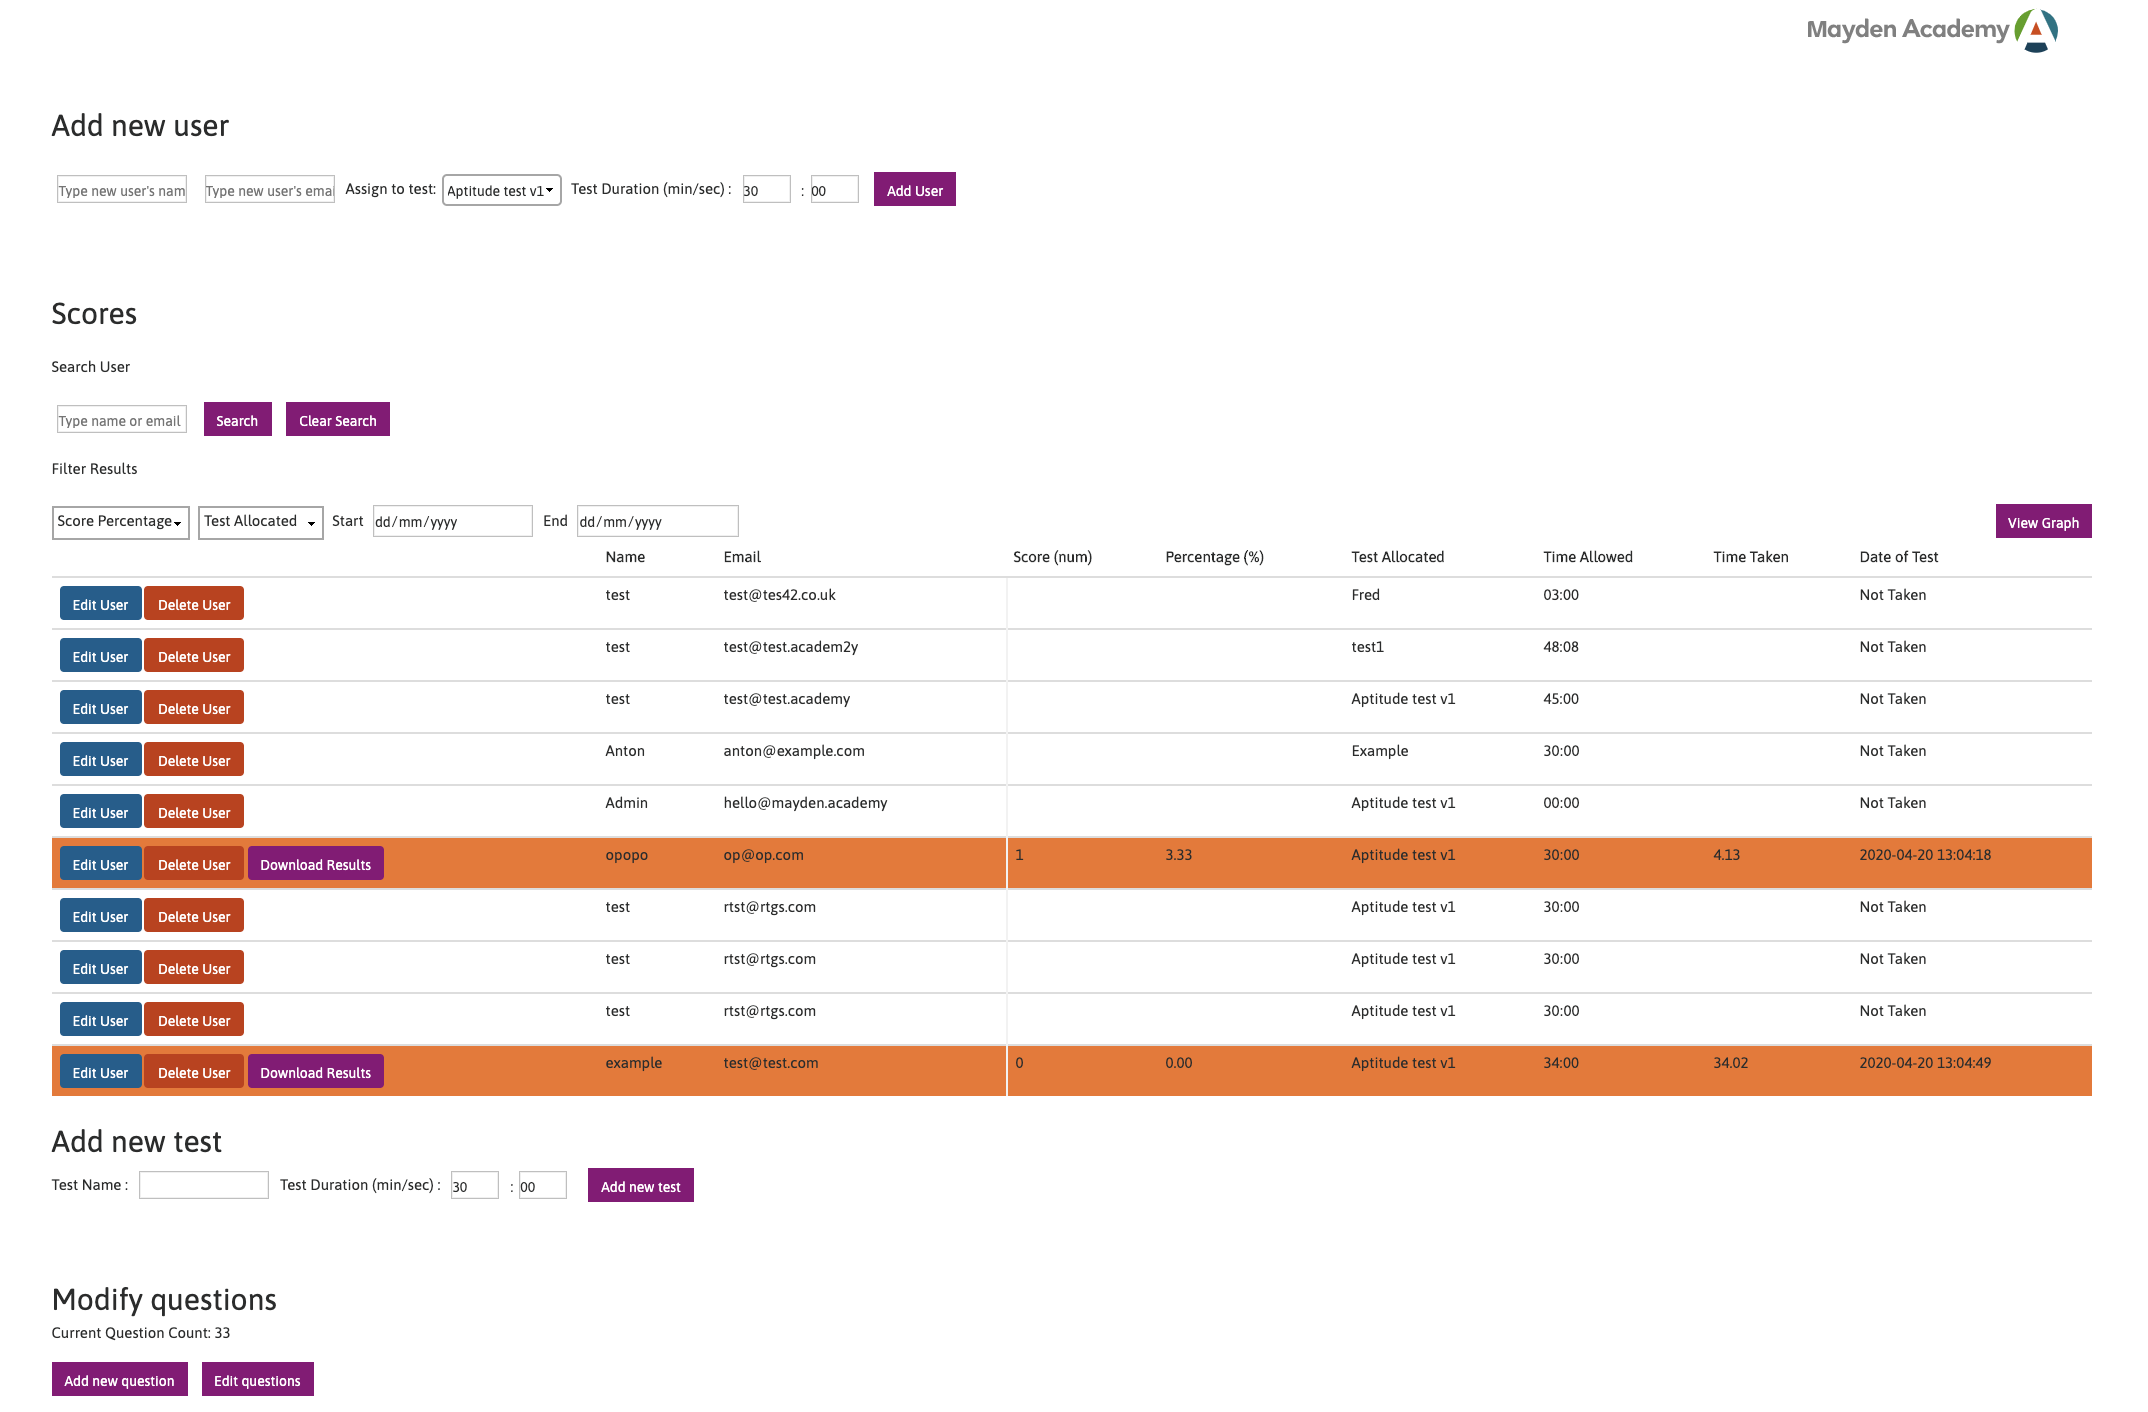 Mayden Academy
Add new user
Type new user's nam Type new user's emai Assign to test: Aptitude test v1 Test Duration (min/sec) : 30 : 00 Add User
Scores
Search User
Type name or email Search Clear Search
Filter Results
Score Percentage Test Allocated Start dd/mm/yyyy End dd/mm/yyyy View Graph
Name Email Score (num) Percentage (%) Test Allocated Time Allowed Time Taken Date of Test
Edit User Delete User test test@tes42.co.uk Fred 03:00 Not Taken
Edit User Delete User test test@test.academ2y test1 48:08 Not Taken
Edit User Delete User test test@test.academy Aptitude test v1 45:00 Not Taken
Edit User Delete User Anton anton@example.com Example 30:00 Not Taken
Edit User Delete User Admin hello@mayden.academy Aptitude test v1 00:00 Not Taken
Edit User Delete User Download Results opopo op@op.com 1 3.33 Aptitude test v1 30:00 4.13 2020-04-20 13:04:18
Edit User Delete User test rtst@rtgs.com Aptitude test v1 30:00 Not Taken
Edit User Delete User test rtst@rtgs.com Aptitude test v1 30:00 Not Taken
Edit User Delete User test rtst@rtgs.com Aptitude test v1 30:00 Not Taken
Edit User Delete User Download Results example test@test.com 0 0.00 Aptitude test v1 34:00 34.02 2020-04-20 13:04:49
Add new test
Test Name : Test Duration (min/sec) : 30 : 00 Add new test
Modify questions
Current Question Count: 33
Add new question Edit questions